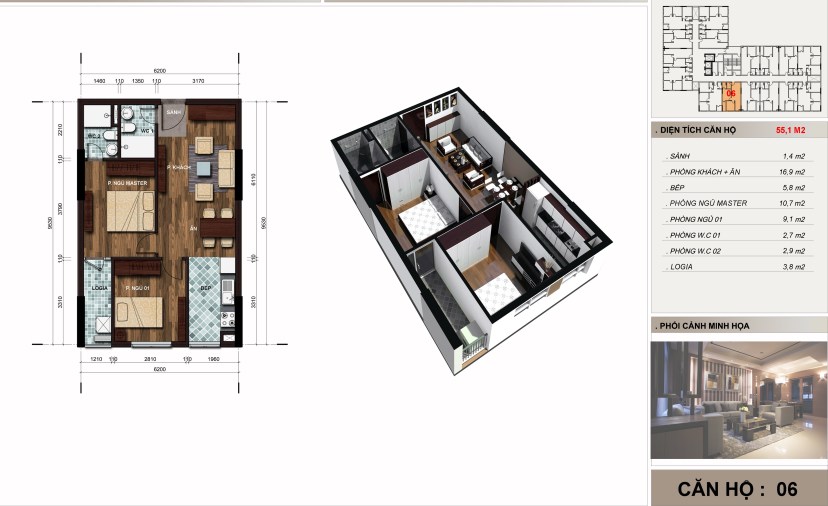 6200
1460 110 1350 110 3170
2210
110
3790
110
3310
9530
SẢNH
WC 1
P. KHÁCH
P. NGỦ MASTER
ĂN
LOGIA
P. NGỦ 01
BẾP
6110
110
3310
9530
1210 110 2810 110 1960
6200
06
. DIỆN TÍCH CĂN HỘ 55,1 M2
. SẢNH 1,4 m2
. PHÒNG KHÁCH + ĂN 16,9 m2
. BẾP 5,8 m2
. PHÒNG NGỦ MASTER 10,7 m2
. PHÒNG NGỦ 01 9,1 m2
. PHÒNG W.C 01 2,7 m2
. PHÒNG W.C 02 2,9 m2
. LOGIA 3,8 m2
. PHỐI CẢNH MINH HỌA
CĂN HỘ : 06